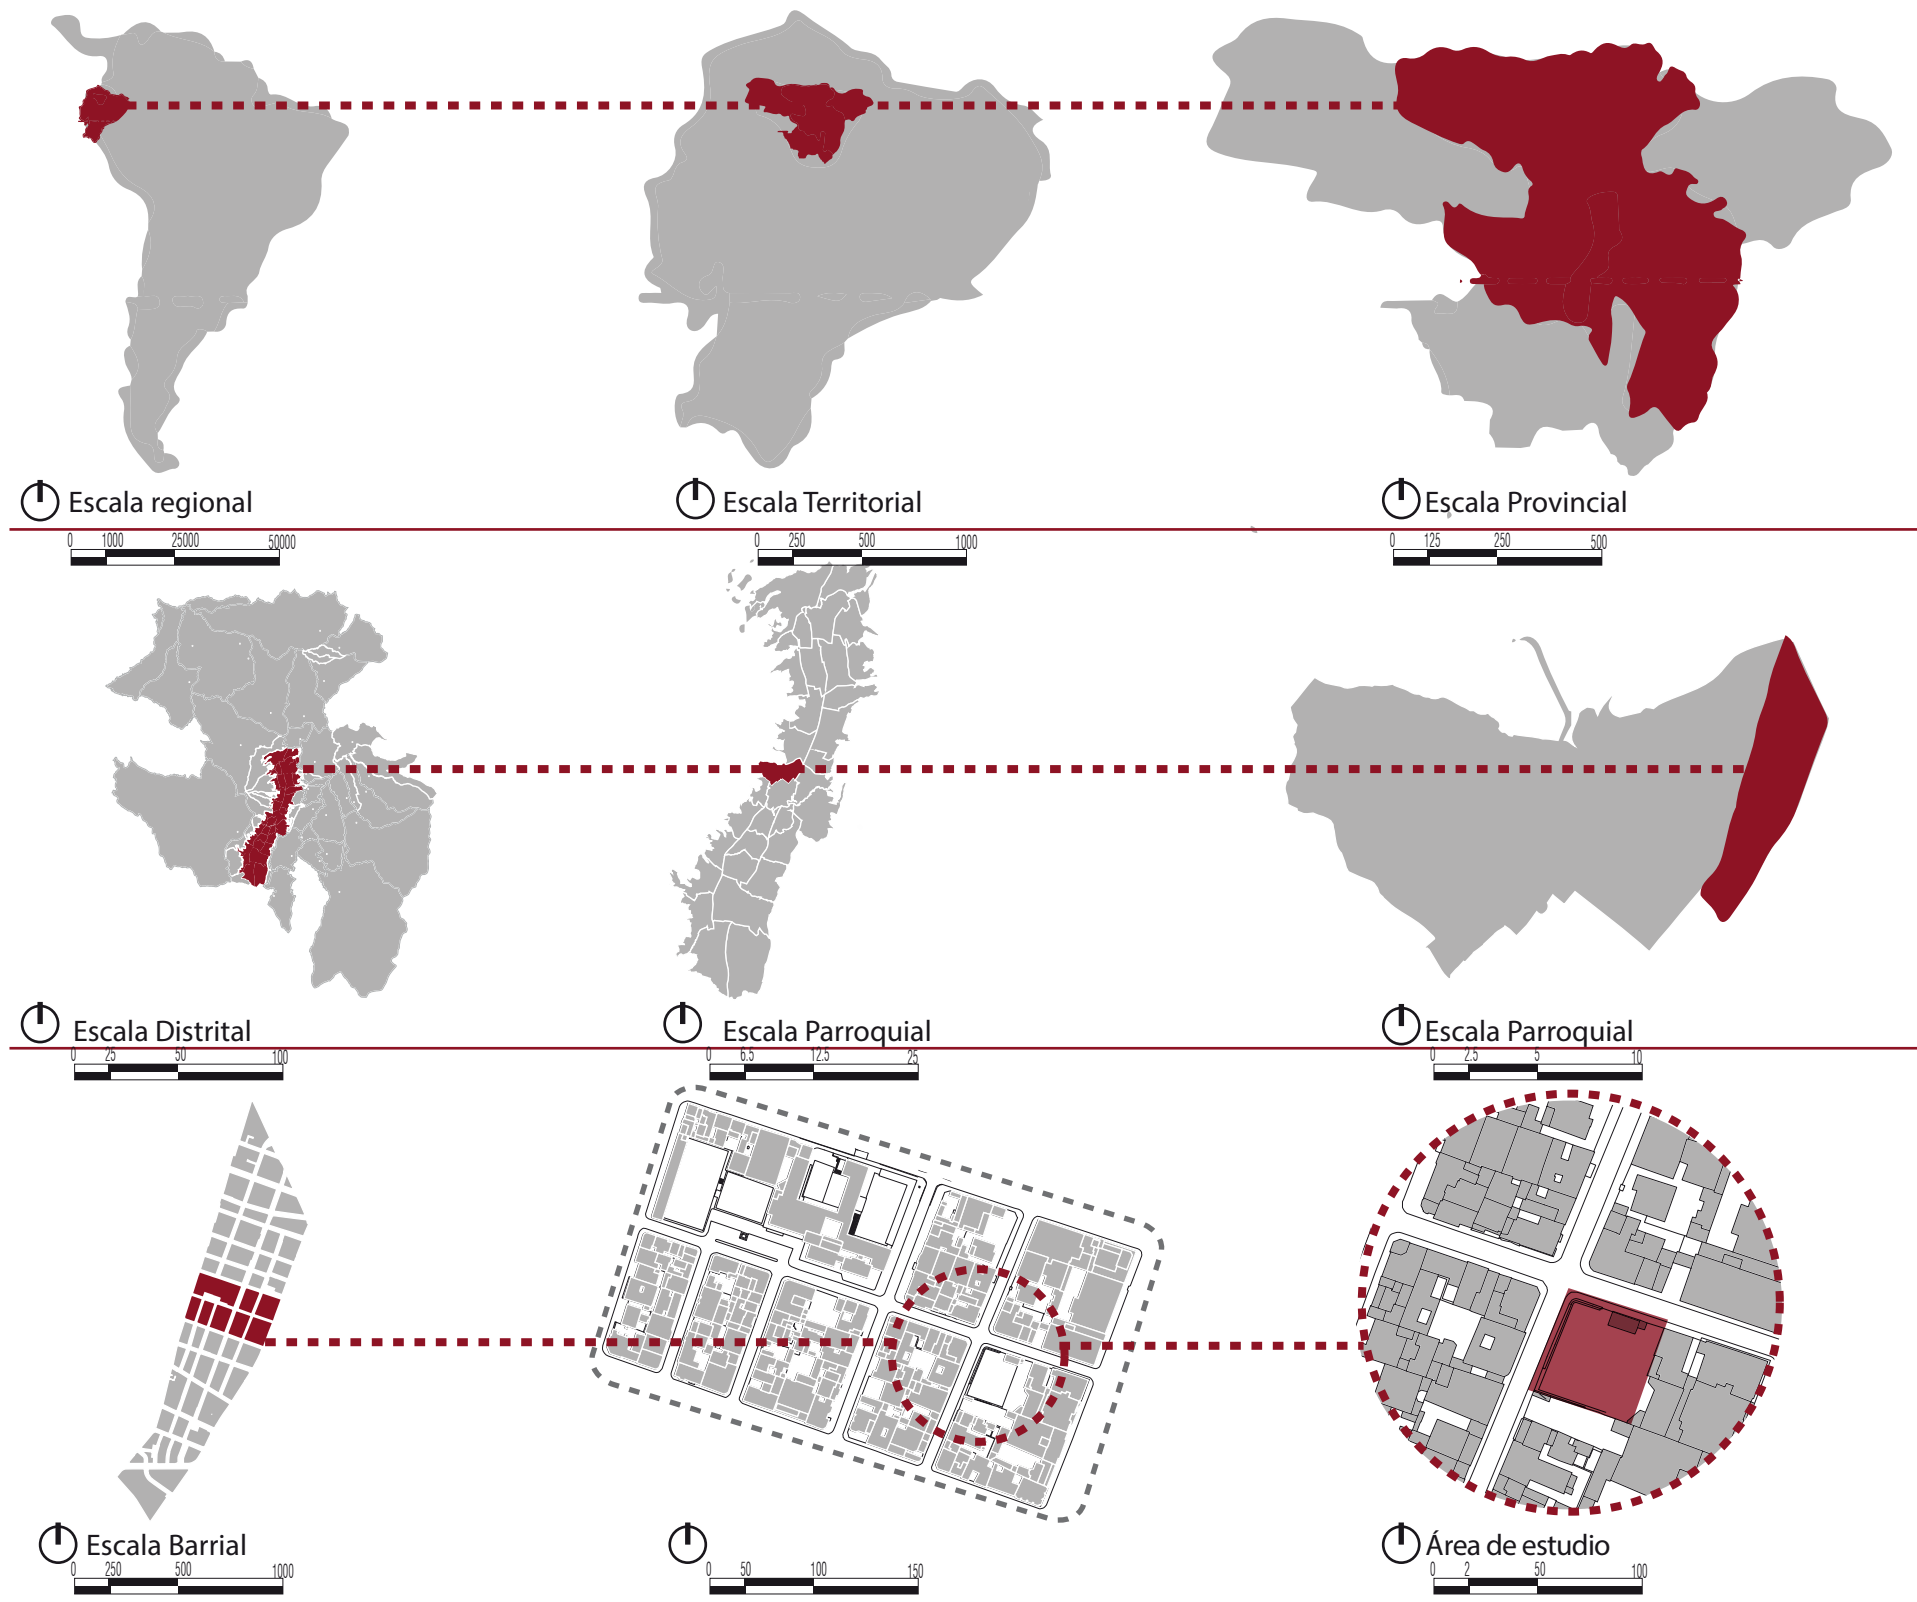 Escala regional
Escala Territorial
Escala Provincial
0 1000 25000 50000
0 250 500 1000
0 125 250 500
Escala Distrital
Escala Parroquial
Escala Parroquial
0 25 50 100
0 6.5 12.5 25
0 2.5 5 10
Escala Barrial
Área de estudio
0 250 500 1000
0 50 100 150
0 2 50 100